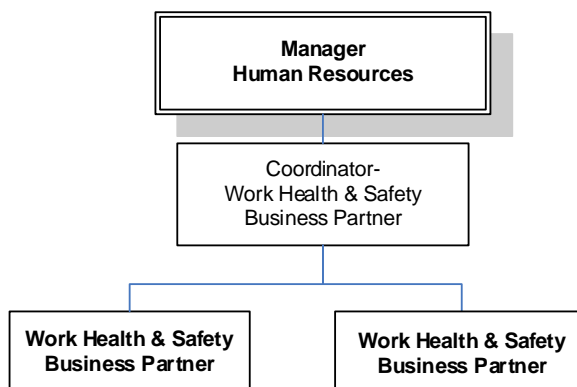 Manager
Human Resources
Coordinator-
Work Health & Safety
Business Partner
Work Health & Safety
Business Partner
Work Health & Safety
Business Partner